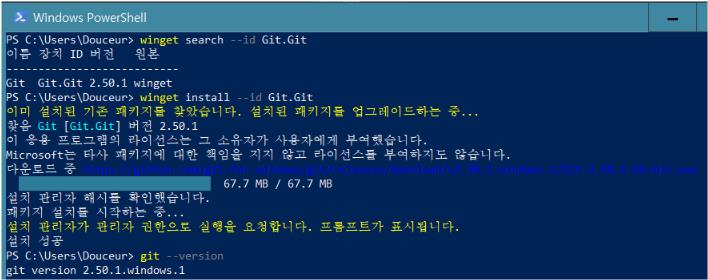 Windows PowerShell
PS C:\Users\Douceur> winget search --id Git.Git
이름 장치 ID 버전 원본
---------------------------
Git Git.Git 2.50.1 winget
PS C:\Users\Douceur> winget install --id Git.Git
이미 설치된 기존 패키지를 찾았습니다. 설치된 패키지를 업그레이드하는 중...
찾음 Git [Git.Git] 버전 2.50.1
이 응용 프로그램의 라이선스는 그 소유자가 사용자에게 부여했습니다.
Microsoft는 타사 패키지에 대한 책임을 지지 않고 라이선스를 부여하지도 않습니다.
다운로드 중
67.7 MB / 67.7 MB
설치 관리자 해시를 확인했습니다.
패키지 설치를 시작하는 중...
설치 관리자가 관리자 권한으로 실행을 요청합니다. 프롬프트가 표시됩니다.
설치 성공
PS C:\Users\Douceur> git --version
git version 2.50.1.windows.1